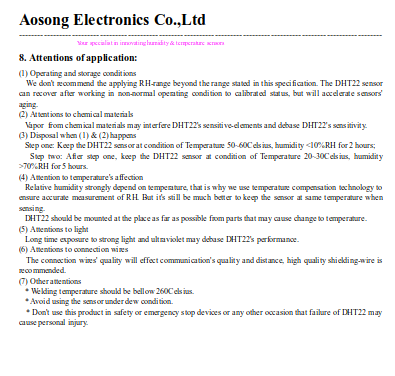 Aosong Electronics Co.,Ltd
Your specialist in innovating humidity & temperature sensors
8. Attentions of application:
(1) Operating and storage conditions
We don't recommend the applying RH-range beyond the range stated in this specification. The DHT22 sensor
can recover after working in non-normal operating condition to calibrated status, but will accelerate sensors'
aging.
(2) Attentions to chemical materials
Vapor from chemical materials may interfere DHT22's sensitive-elements and debase DHT22's sensitivity.
(3) Disposal when (1) & (2) happens
Step one: Keep the DHT22 sensor at condition of Temperature 50~60Celsius, humidity <10%RH for 2 hours;
Step two: After step one, keep the DHT22 sensor at condition of Temperature 20~30Celsius, humidity
>70%RH for 5 hours.
(4) Attention to temperature's affection
Relative humidity strongly depend on temperature, that is why we use temperature compensation technology to
ensure accurate measurement of RH. But it's still be much better to keep the sensor at same temperature when
sensing.
DHT22 should be mounted at the place as far as possible from parts that may cause change to temperature.
(5) Attentions to light
Long time exposure to strong light and ultraviolet may debase DHT22's performance.
(6) Attentions to connection wires
The connection wires' quality will effect communication's quality and distance, high quality shielding-wire is
recommended.
(7) Other attentions
* Welding temperature should be bellow 260Celsius.
* Avoid using the sensor under dew condition.
* Don't use this product in safety or emergency stop devices or any other occasion that failure of DHT22 may
cause personal injury.